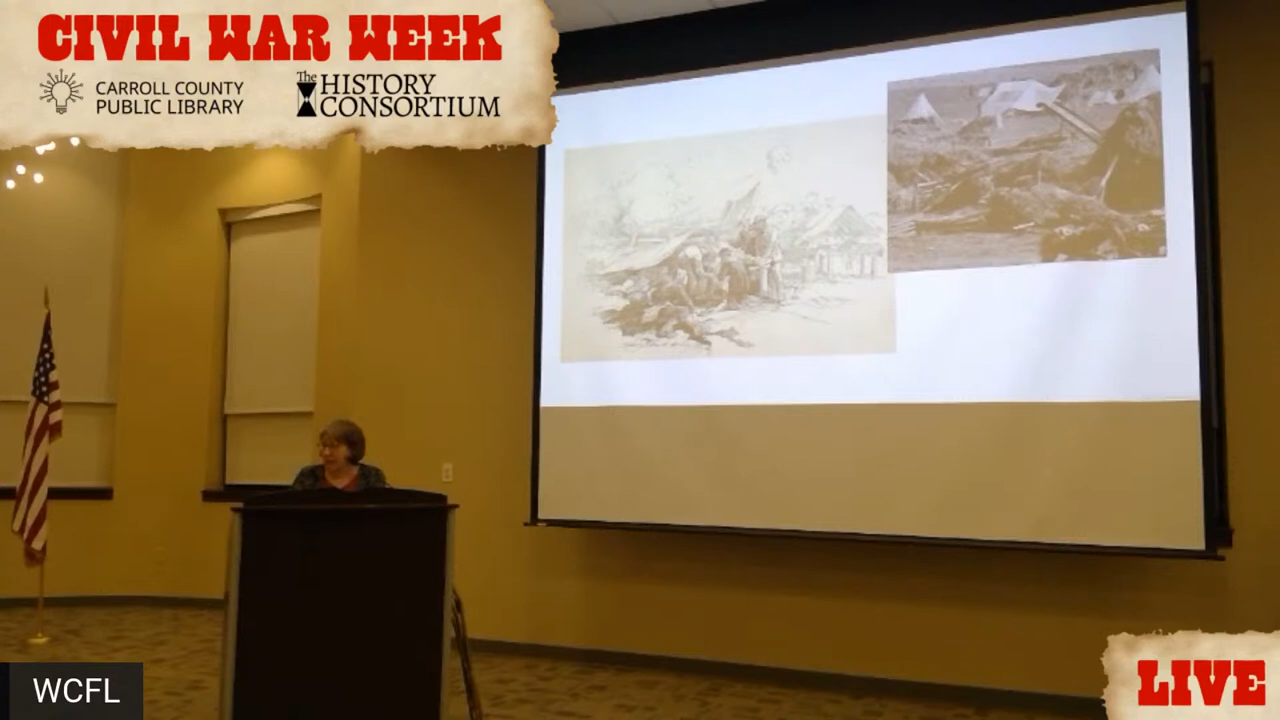 CIVIL WAR WEEK
CARROLL COUNTY
PUBLIC LIBRARY
The HISTORY
CONSORTIUM
WCFL
LIVE